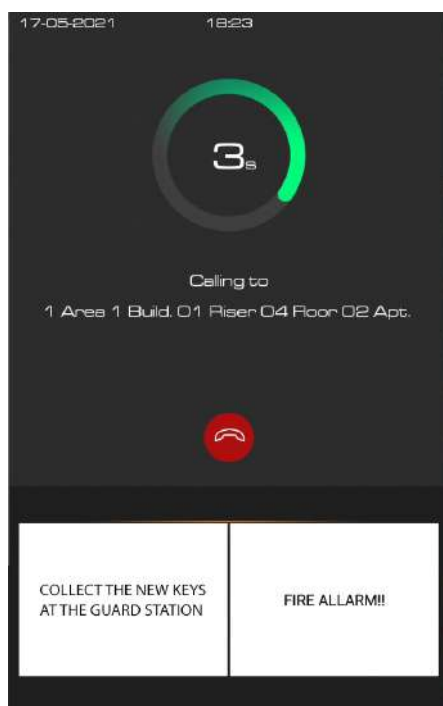 17-05-2021 18:23
3s
Calling to
1 Area 1 Build. 01 Riser 04 Floor 02 Apt.
COLLECT THE NEW KEYS
AT THE GUARD STATION
FIRE ALLARM!!